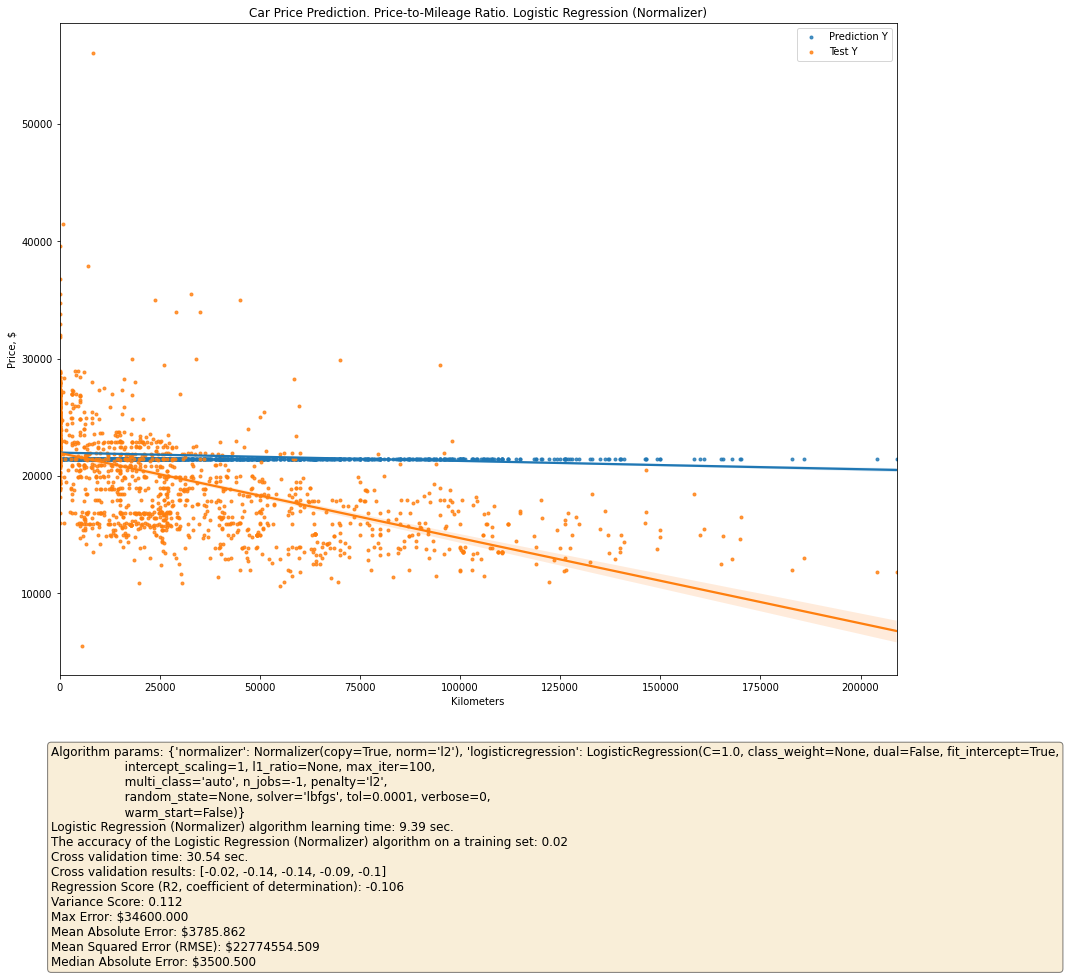 Car Price Prediction. Price-to-Mileage Ratio. Logistic Regression (Normalizer)
Prediction Y
Test Y
50000
40000
30000
20000
10000
Price, $
0
25000
50000
75000
100000
125000
150000
175000
200000
Kilometers
Algorithm params: {'normalizer': Normalizer(copy=True, norm='l2'), 'logisticregression': LogisticRegression(C=1.0, class_weight=None, dual=False, fit_intercept=True,
intercept_scaling=1, l1_ratio=None, max_iter=100,
multi_class='auto', n_jobs=-1, penalty='l2',
random_state=None, solver='lbfgs', tol=0.0001, verbose=0,
warm_start=False)}
Logistic Regression (Normalizer) algorithm learning time: 9.39 sec.
The accuracy of the Logistic Regression (Normalizer) algorithm on a training set: 0.02
Cross validation time: 30.54 sec.
Cross validation results: [-0.02, -0.14, -0.14, -0.09, -0.1]
Regression Score (R2, coefficient of determination): -0.106
Variance Score: 0.112
Max Error: $34600.000
Mean Absolute Error: $3785.862
Mean Squared Error (RMSE): $22774554.509
Median Absolute Error: $3500.500